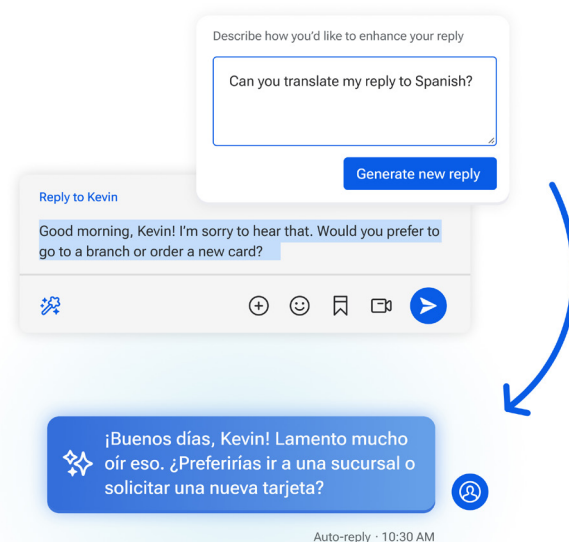 Describe how you’d like to enhance your reply
Can you translate my reply to Spanish?
Generate new reply
Reply to Kevin
Good morning, Kevin! I’m sorry to hear that. Would you prefer to
go to a branch or order a new card?
¡Buenos días, Kevin! Lamento mucho
oír eso. ¿Preferirías ir a una sucursal o
solicitar una nueva tarjeta?
Auto-reply · 10:30 AM